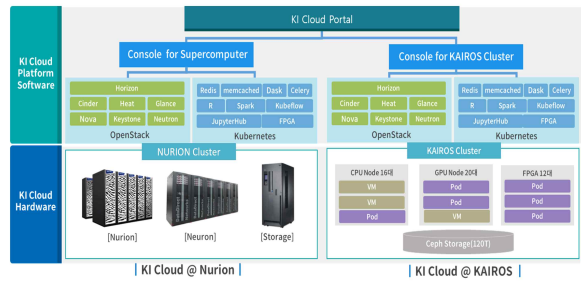 KI Cloud Portal
KI Cloud
Platform
Software
Console for Supercomputer
Console for KAIROS Cluster
Horizon
Cinder Heat Glance
Nova Keystone Neutron
OpenStack
Redis memcached Dask Celery
R Spark Kubeflow
JupyterHub FPGA
Kubernetes
Horizon
Cinder Heat Glance
Nova Keystone Neutron
OpenStack
Redis memcached Dask Celery
R Spark Kubeflow
JupyterHub FPGA
Kubernetes
KI Cloud
Hardware
NURION Cluster
[Nurion] [Neuron] [Storage]
KAIROS Cluster
CPU Node 16대 GPU Node 20대 FPGA 12대
VM Pod Pod
VM Pod Pod
Pod VM Pod
Ceph Storage(120T)
| KI Cloud @ Nurion |
| KI Cloud @ KAIROS |